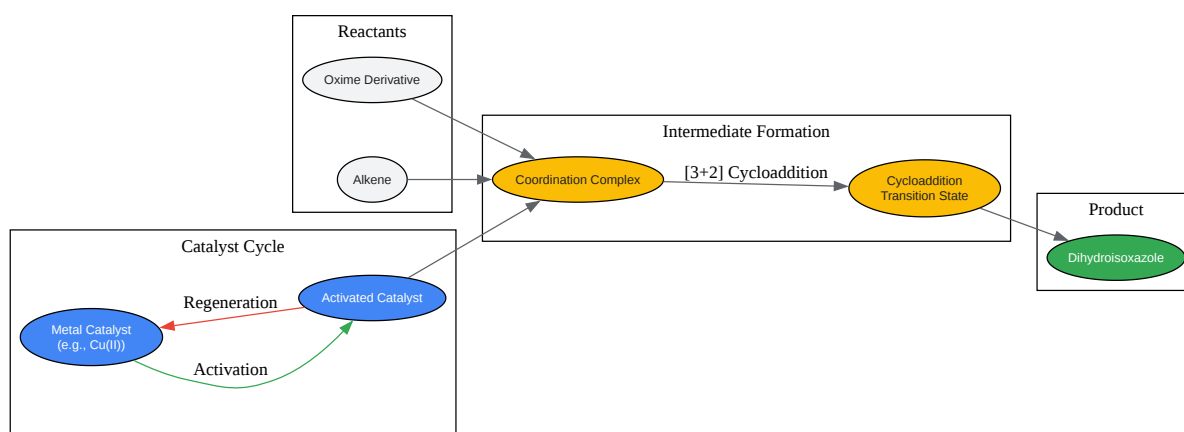 Reactants
Oxime Derivative
Alkene
Intermediate Formation
Coordination Complex
[3+2] Cycloaddition
Cycloaddition
Transition State
Product
Dihydroisoxazole
Catalyst Cycle
Regeneration
Activated Catalyst
Metal Catalyst
(e.g., Cu(II))
Activation